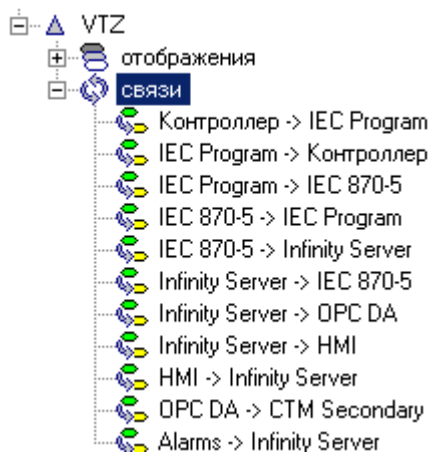 VTZ
отображения
связи
Контроллер -> IEC Program
IEC Program -> Контроллер
IEC Program -> IEC 870-5
IEC 870-5 -> IEC Program
IEC 870-5 -> Infinity Server
Infinity Server -> IEC 870-5
Infinity Server -> OPC DA
Infinity Server -> HMI
HMI -> Infinity Server
OPC DA -> CTM Secondary
Alarms -> Infinity Server